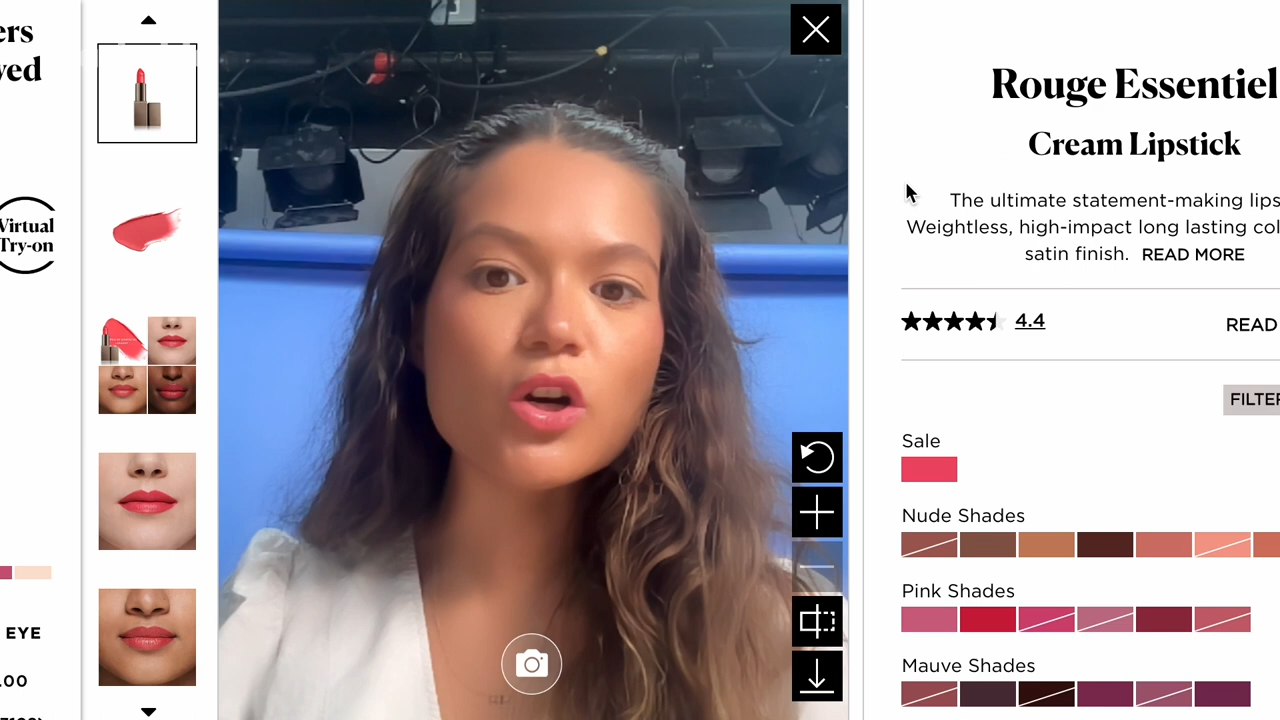 ers
ved
Virtual
Try-on
EYE
.00
Rouge Essentiel
Cream Lipstick
The ultimate statement-making lips
Weightless, high-impact long lasting col
satin finish. READ MORE
4.4
READ
FILTER
Sale
Nude Shades
Pink Shades
Mauve Shades